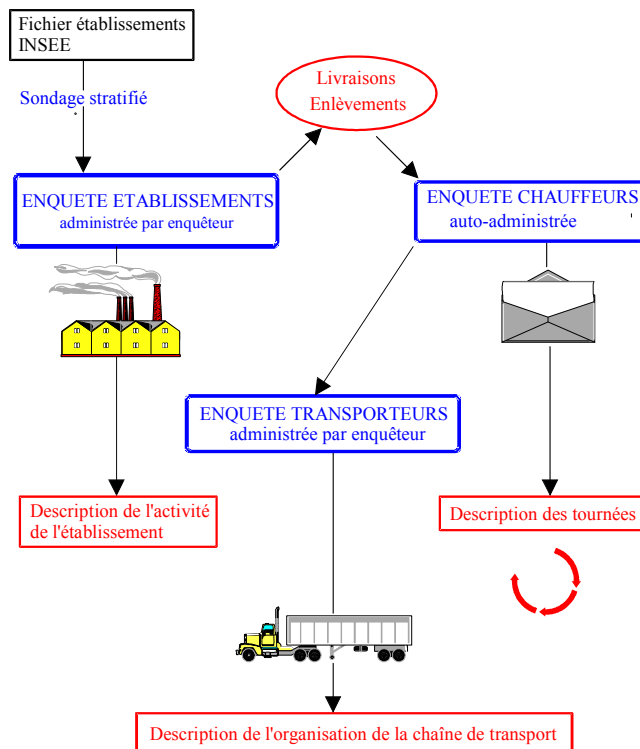 Fichier établissements
INSEE
Sondage stratifié
Livraisons
Enlèvements
ENQUETE ETABLISSEMENTS
administrée par enquêteur
ENQUETE CHAUFFEURS
auto-administrée
ENQUETE TRANSPORTEURS
administrée par enquêteur
Description de l'activité
de l'établissement
Description des tournées
Description de l'organisation de la chaîne de transport